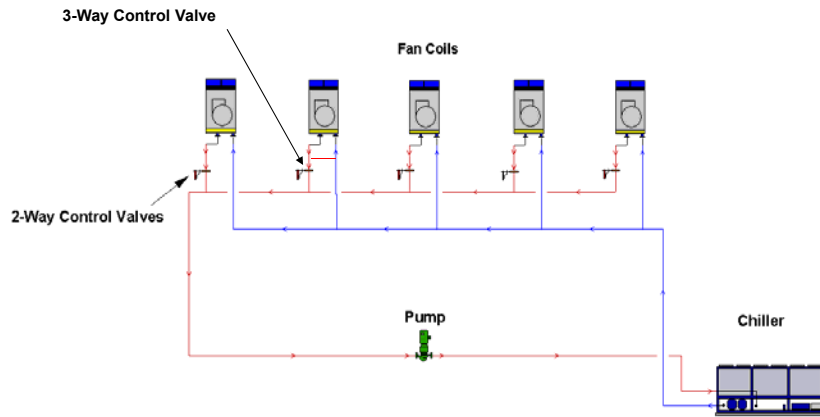 3-Way Control Valve
Fan Coils
V
V
V
V
V
2-Way Control Valves
Pump
Chiller